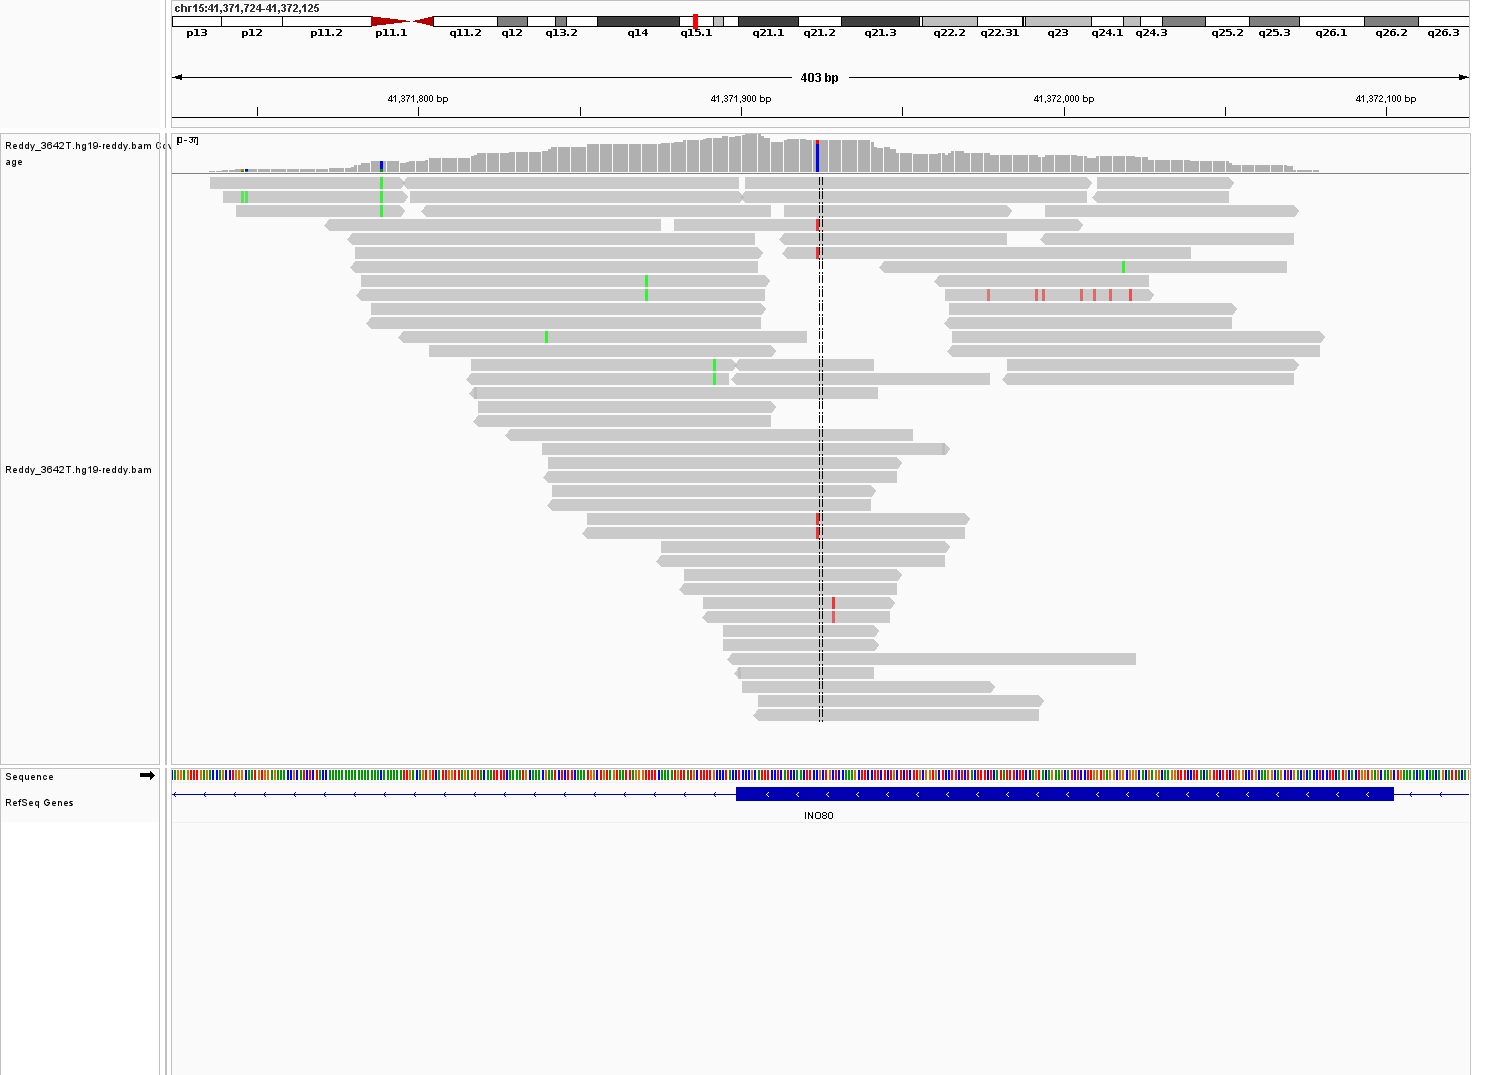 chr15:41,371,724-41,372,125
p13 p12 p11.2 p11.1 q11.2 q12 q13.2 q14 q15.1 q21.1 q21.2 q21.3 q22.2 q22.31 q23 q24.1 q24.3 q25.2 q25.3 q26.1 q26.2 q26.3
403 bp
41,371,800 bp 41,371,900 bp 41,372,000 bp 41,372,100 bp
[0 - 37]
Reddy_3642T.hg19-reddy.bam Cov
age
Reddy_3642T.hg19-reddy.bam
Sequence
RefSeq Genes
INO80